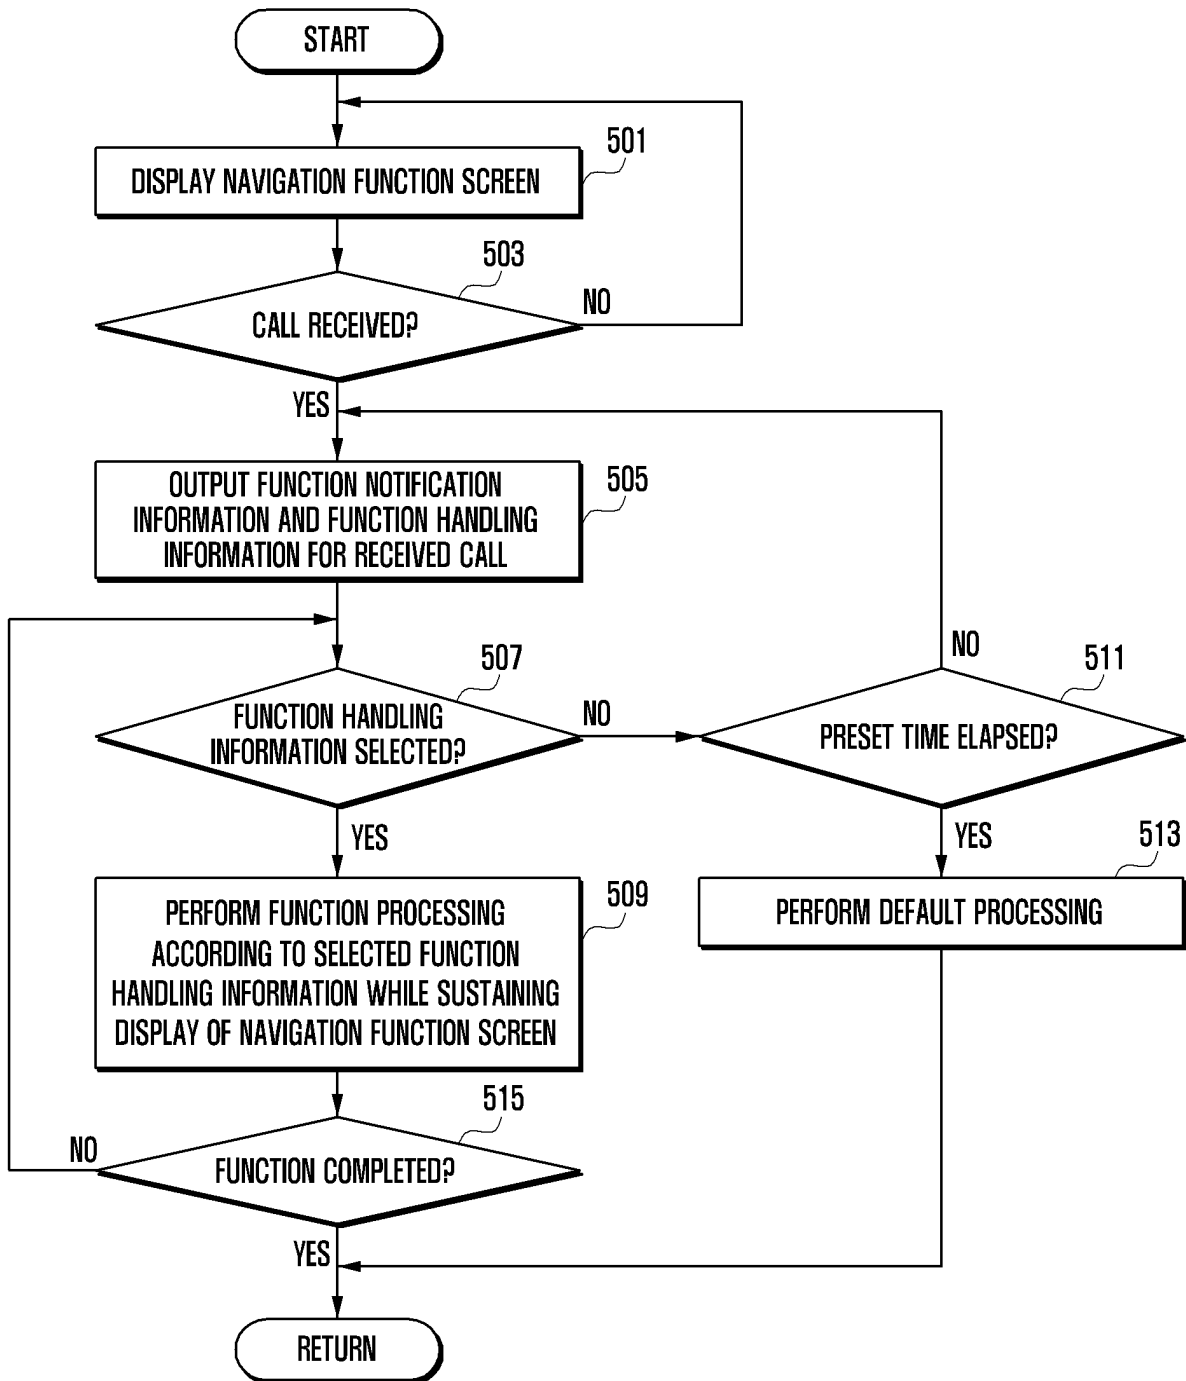 START
501
DISPLAY NAVIGATION FUNCTION SCREEN
503
CALL RECEIVED?
NO
YES
505
OUTPUT FUNCTION NOTIFICATION
INFORMATION AND FUNCTION HANDLING
INFORMATION FOR RECEIVED CALL
507
FUNCTION HANDLING
INFORMATION SELECTED?
NO
YES
511
PRESET TIME ELAPSED?
NO
YES
509
PERFORM FUNCTION PROCESSING
ACCORDING TO SELECTED FUNCTION
HANDLING INFORMATION WHILE SUSTAINING
DISPLAY OF NAVIGATION FUNCTION SCREEN
513
PERFORM DEFAULT PROCESSING
515
FUNCTION COMPLETED?
NO
YES
RETURN